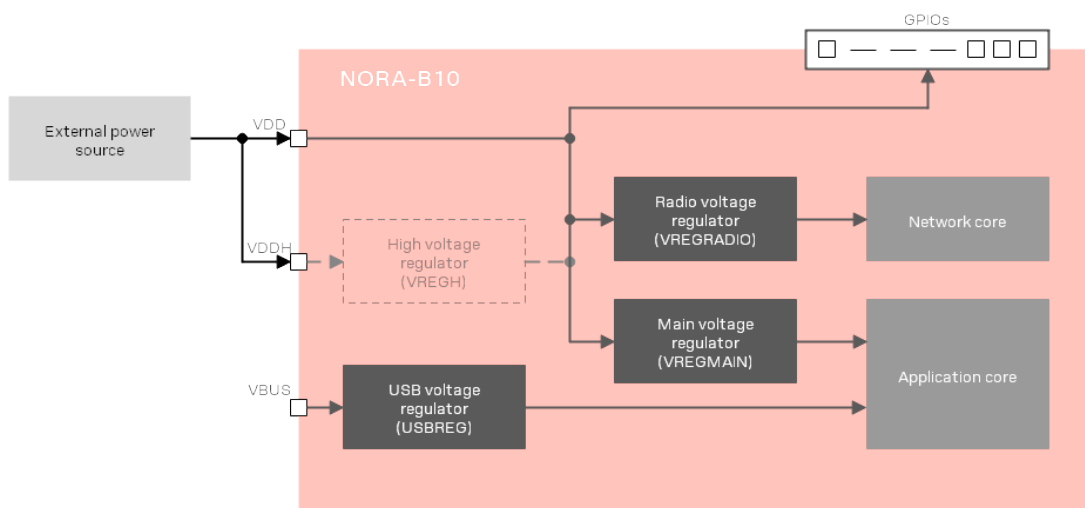 GPIOs
NORA-B10
External power
source
VDD
Radio voltage
regulator
(VREGRADIO)
Network core
VDDH
High voltage
regulator
(VREGH)
Main voltage
regulator
(VREGMAIN)
Application core
VBUS
USB voltage
regulator
(USBREG)